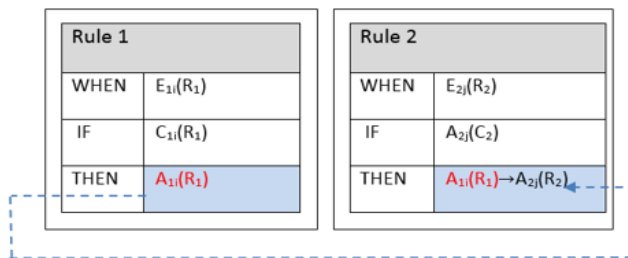 Rule 1
WHEN E₁ᵢ(R₁)
IF C₁ᵢ(R₁)
THEN A₁ᵢ(R₁)
Rule 2
WHEN E₂ⱼ(R₂)
IF A₂ⱼ(C₂)
THEN A₁ᵢ(R₁)→A₂ⱼ(R₂)